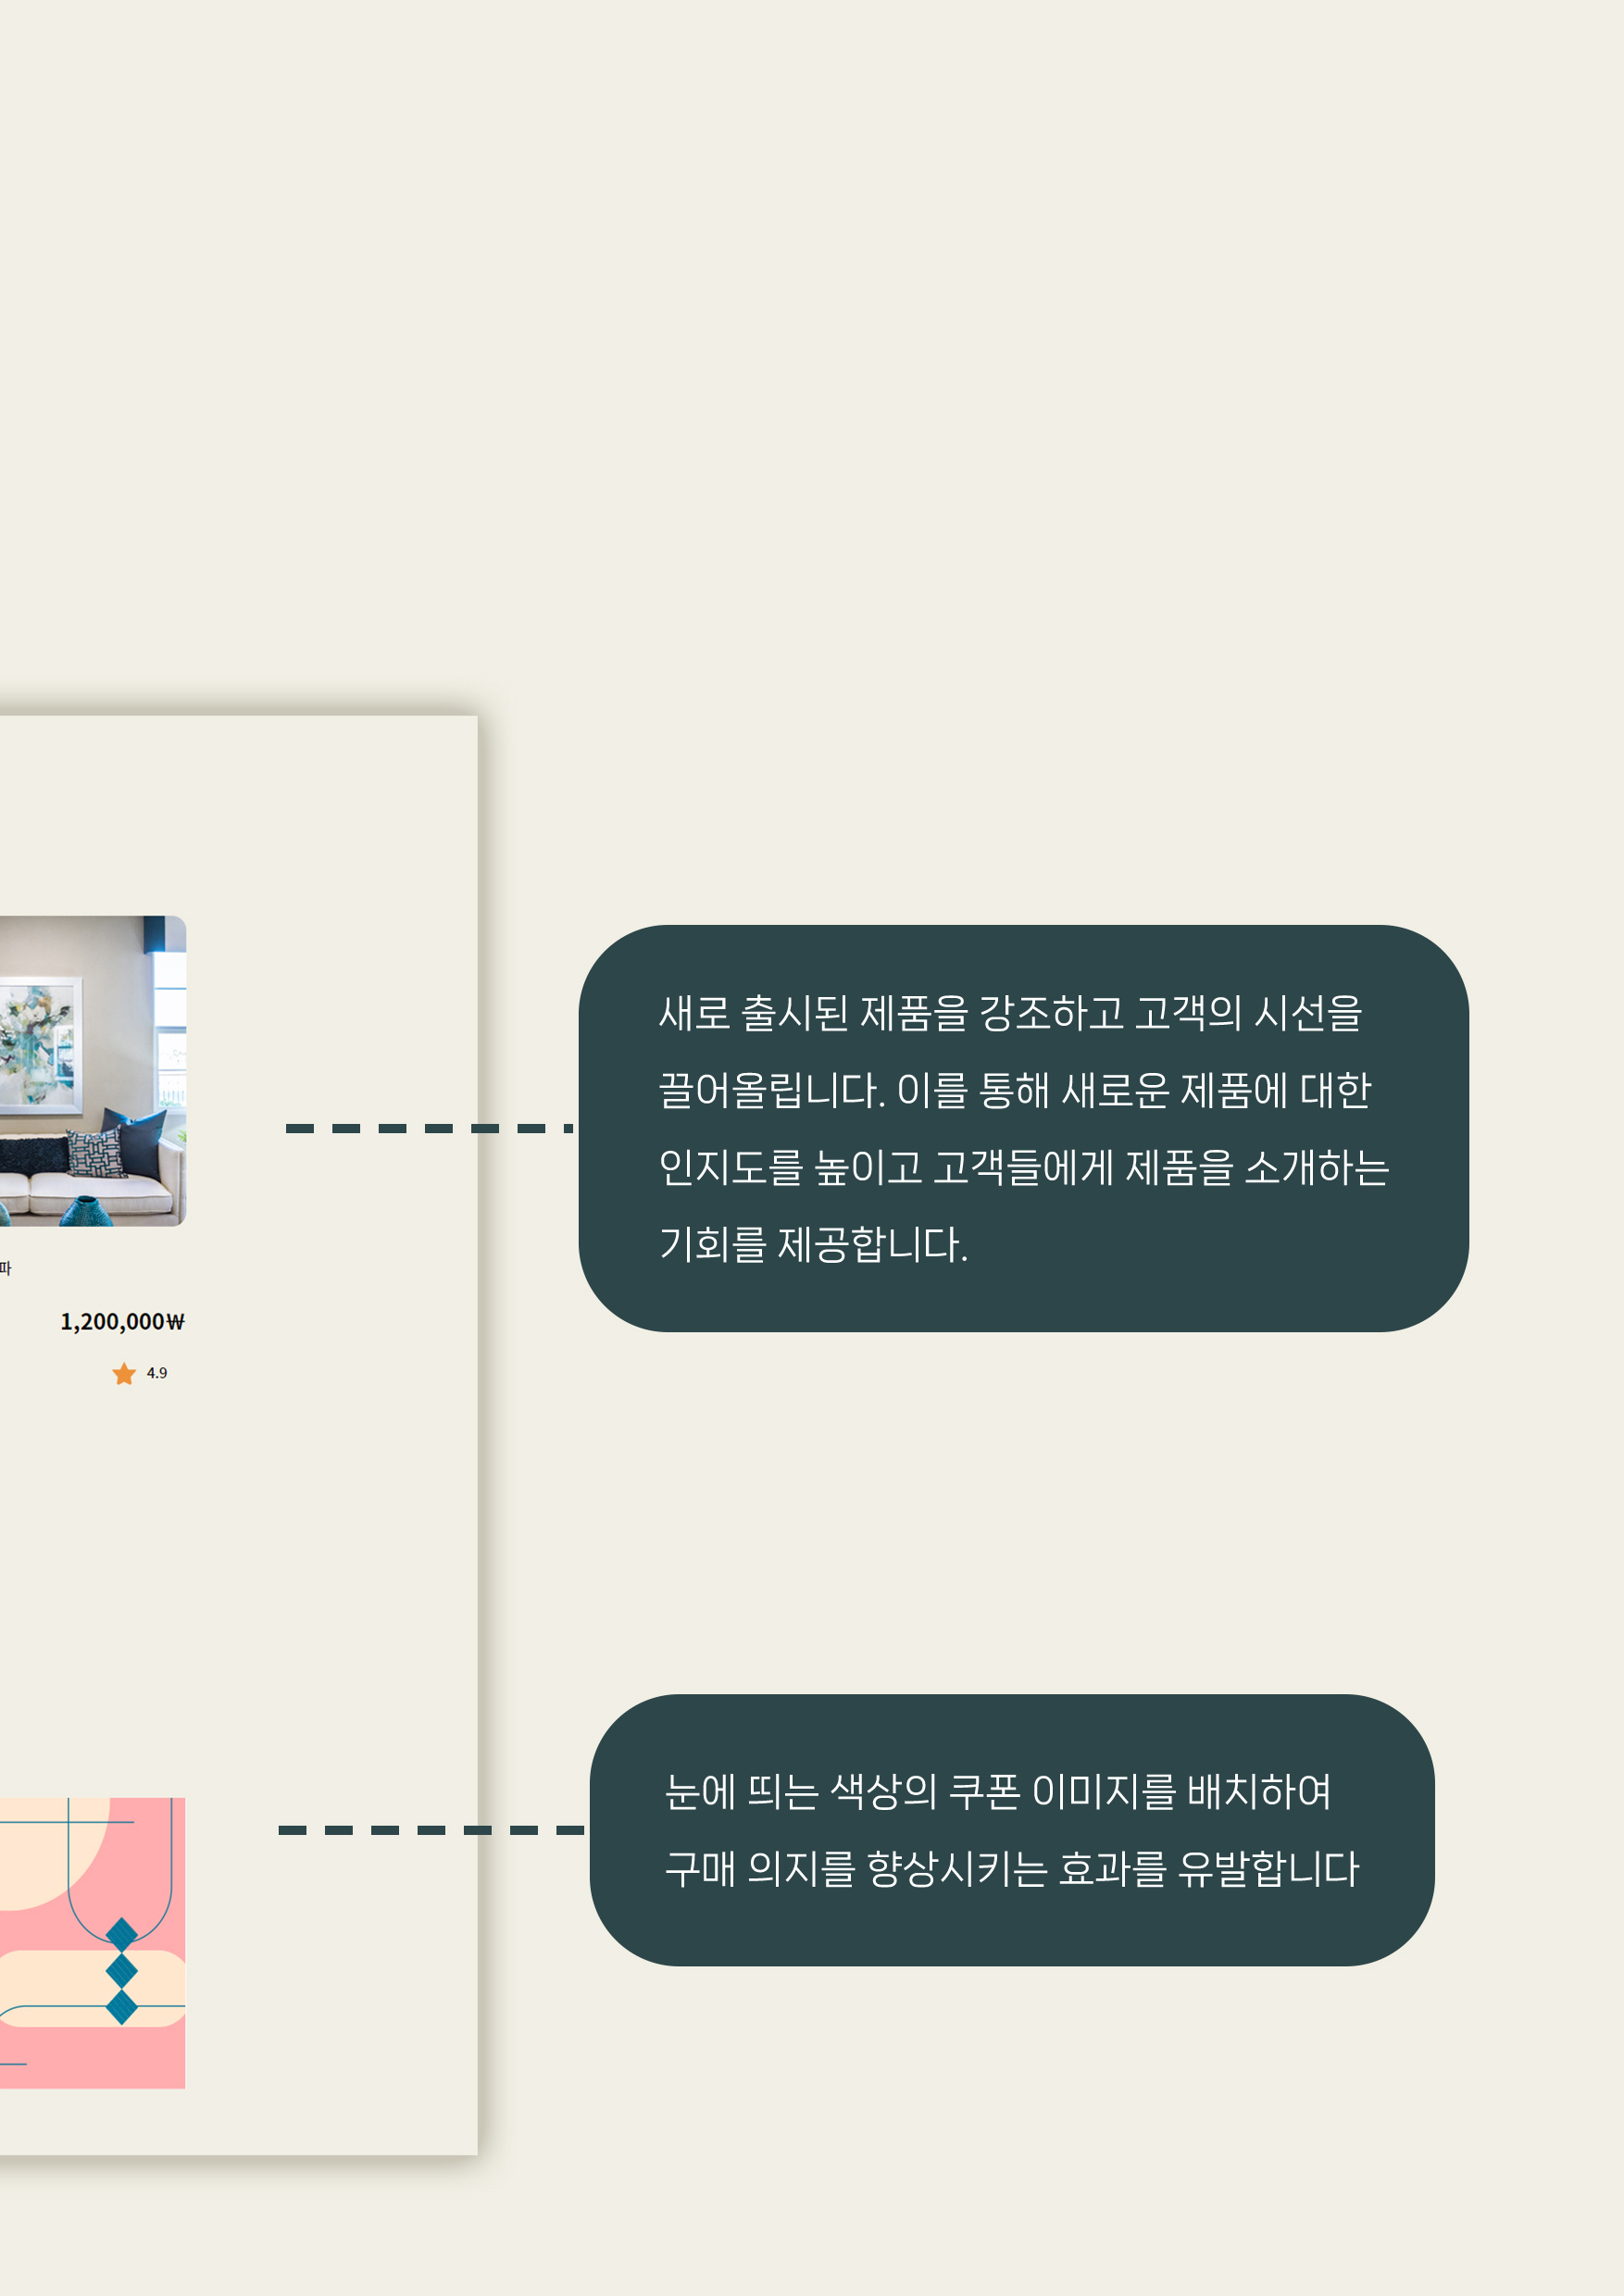 새로 출시된 제품을 강조하고 고객의 시선을
끌어올립니다. 이를 통해 새로운 제품에 대한
인지도를 높이고 고객들에게 제품을 소개하는
기회를 제공합니다.
파
1,200,000₩
4.9
눈에 띄는 색상의 쿠폰 이미지를 배치하여
구매 의지를 향상시키는 효과를 유발합니다